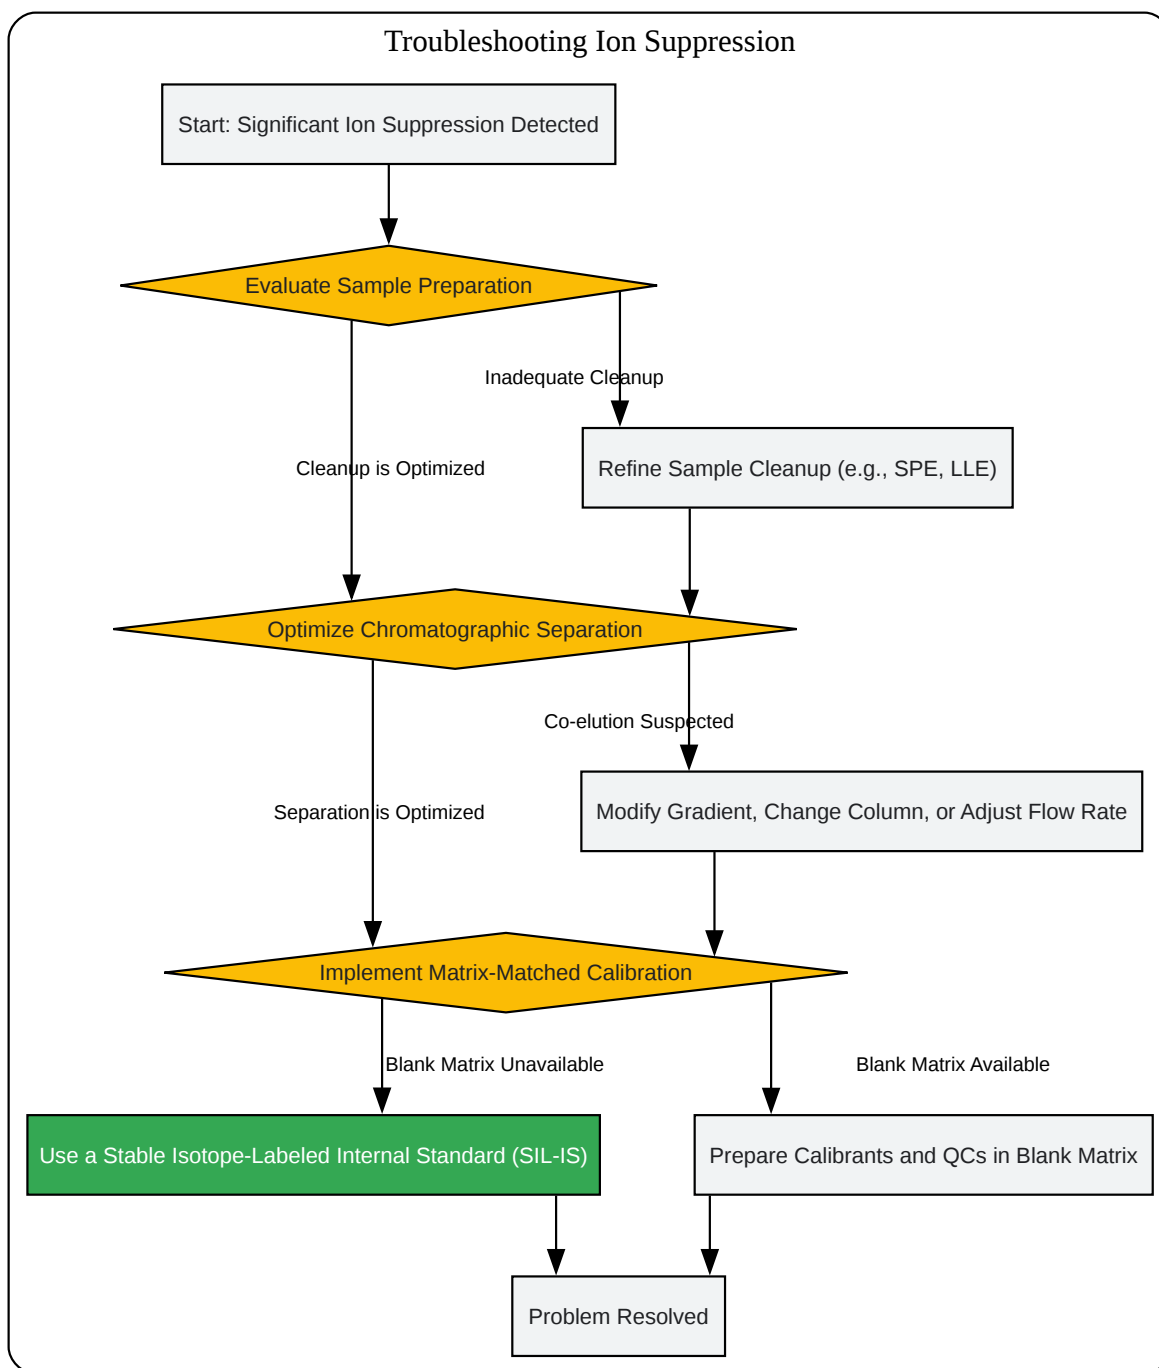 Troubleshooting Ion Suppression
Start: Significant Ion Suppression Detected
Evaluate Sample Preparation
Inadequate Cleanup
Cleanup is Optimized
Refine Sample Cleanup (e.g., SPE, LLE)
Optimize Chromatographic Separation
Co-elution Suspected
Separation is Optimized
Modify Gradient, Change Column, or Adjust Flow Rate
Implement Matrix-Matched Calibration
Blank Matrix Unavailable
Blank Matrix Available
Use a Stable Isotope-Labeled Internal Standard (SIL-IS)
Prepare Calibrants and QCs in Blank Matrix
Problem Resolved